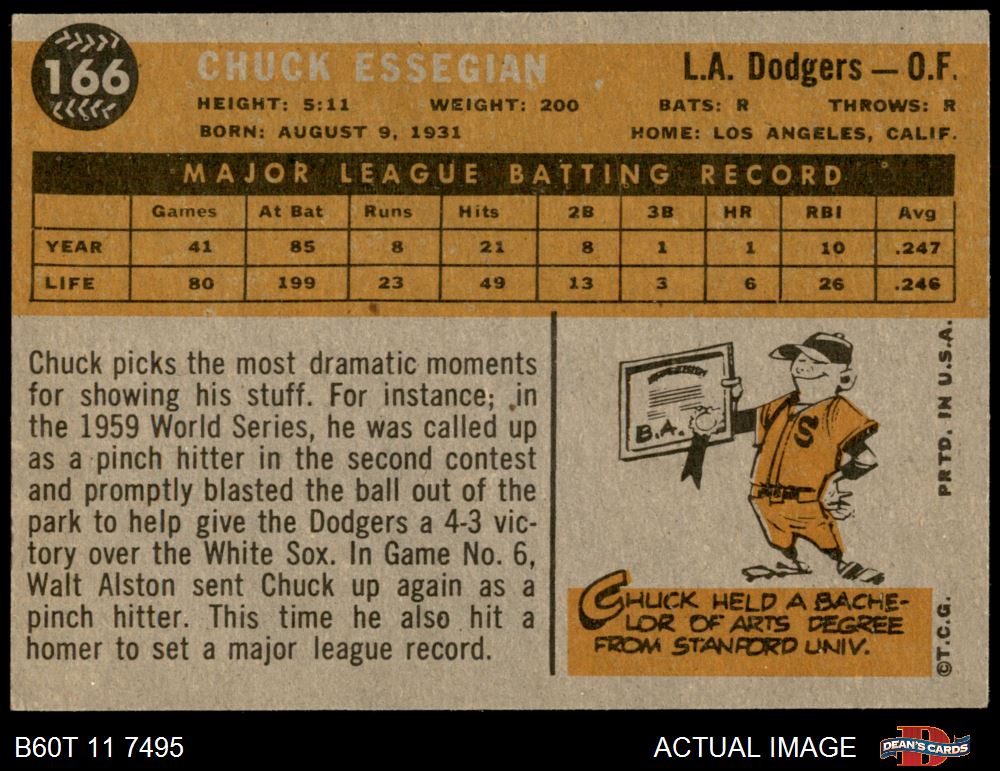 166
CHUCK ESSEGIAN
L.A. Dodgers — O.F.
HEIGHT: 5:11 WEIGHT: 200 BATS: R THROWS: R
BORN: AUGUST 9, 1931 HOME: LOS ANGELES, CALIF.
MAJOR LEAGUE BATTING RECORD
Games At Bat Runs Hits 2B 3B HR RBI Avg
YEAR 41 85 8 21 8 1 1 10 .247
LIFE 80 199 23 49 13 3 6 26 .246
Chuck picks the most dramatic moments
for showing his stuff. For instance; in
the 1959 World Series, he was called up
as a pinch hitter in the second contest
and promptly blasted the ball out of the
park to help give the Dodgers a 4-3 vic-
tory over the White Sox. In Game No. 6,
Walt Alston sent Chuck up again as a
pinch hitter. This time he also hit a
homer to set a major league record.
B.A.
S
CHUCK HELD A BACHE-
LOR OF ARTS DEGREE
FROM STANFORD UNIV.
©T.C.G. PRTD. IN U.S.A.
B60T 11 7495
ACTUAL IMAGE
D
DEAN'S CARDS